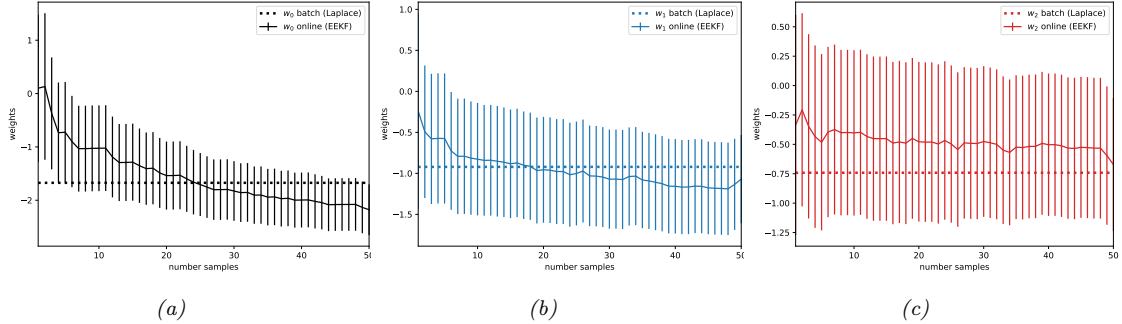 w₀ batch (Laplace)
w₀ online (EEKF)
weights
1
0
−1
−2
10
20
30
40
50
number samples
(a)
w₁ batch (Laplace)
w₁ online (EEKF)
weights
1.0
0.5
0.0
−0.5
−1.0
−1.5
10
20
30
40
50
number samples
(b)
w₂ batch (Laplace)
w₂ online (EEKF)
weights
0.50
0.25
0.00
−0.25
−0.50
−0.75
−1.00
−1.25
10
20
30
40
50
number samples
(c)